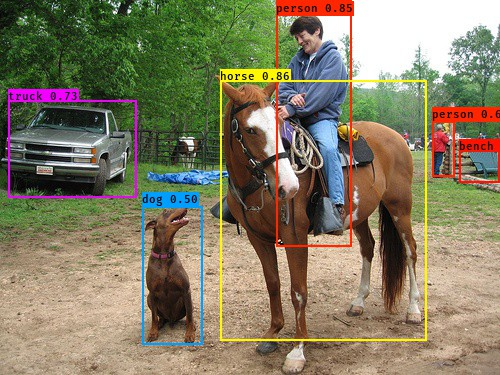 person 0.85
horse 0.86
truck 0.73
person 0.6
bench
dog 0.50